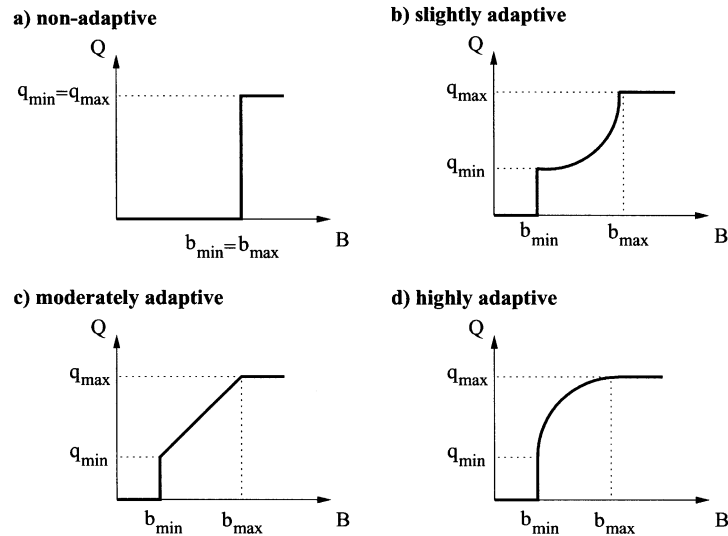 a) non-adaptive
Q
q_min=q_max
b_min=b_max
B
b) slightly adaptive
Q
q_max
q_min
b_min
b_max
B
c) moderately adaptive
Q
q_max
q_min
b_min
b_max
B
d) highly adaptive
Q
q_max
q_min
b_min
b_max
B